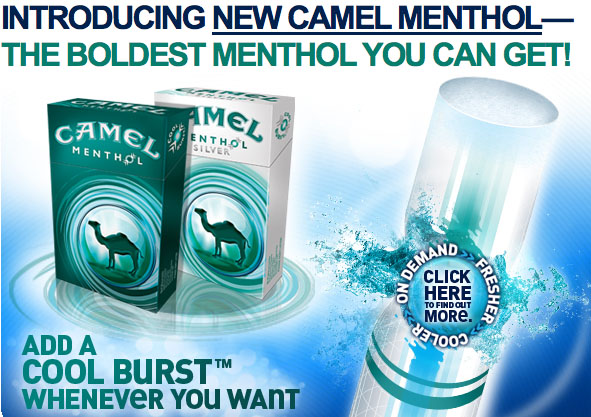 INTRODUCING NEW CAMEL MENTHOL—
THE BOLDEST MENTHOL YOU CAN GET!
CAMEL
MENTHOL
CAMEL
MENTHOL
SILVER
ON DEMAND
FRESHER
COOLER
CLICK
HERE
TO FIND OUT
MORE.
ADD A
COOL BURST™
WHENEVER YOU WANT